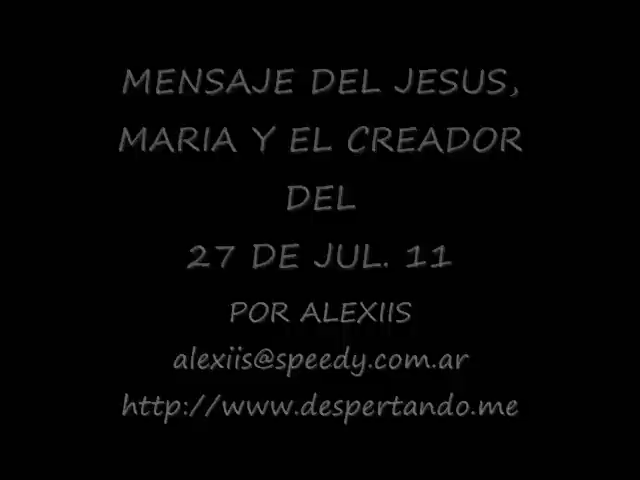 MENSAJE DEL JESUS,
MARIA Y EL CREADOR
DEL
27 DE JUL. 11
POR ALEXIIS
alexiis@speedy.com.ar
http://www.despertando.me